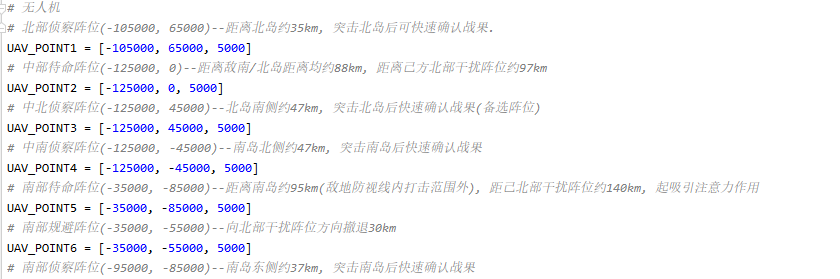 # 无人机
# 北部侦察阵位(-105000, 65000)--距离北岛约35km, 突击北岛后可快速确认战果.
UAV_POINT1 = [-105000, 65000, 5000]
# 中部待命阵位(-125000, 0)--距离敌南/北岛距离均约88km, 距离己方北部干扰阵位约97km
UAV_POINT2 = [-125000, 0, 5000]
# 中北侦察阵位(-125000, 45000)--北岛南侧约47km, 突击北岛后快速确认战果(备选阵位)
UAV_POINT3 = [-125000, 45000, 5000]
# 中南侦察阵位(-125000, -45000)--南岛北侧约47km, 突击南岛后快速确认战果
UAV_POINT4 = [-125000, -45000, 5000]
# 南部待命阵位(-35000, -85000)--距离南岛约95km(敌地防视线内打击范围外), 距己北部干扰阵位约140km, 起吸引注意力作用
UAV_POINT5 = [-35000, -85000, 5000]
# 南部规避阵位(-35000, -55000)--向北部干扰阵位方向撤退30km
UAV_POINT6 = [-35000, -55000, 5000]
# 南部侦察阵位(-95000, -85000)--南岛东侧约37km, 突击南岛后快速确认战果